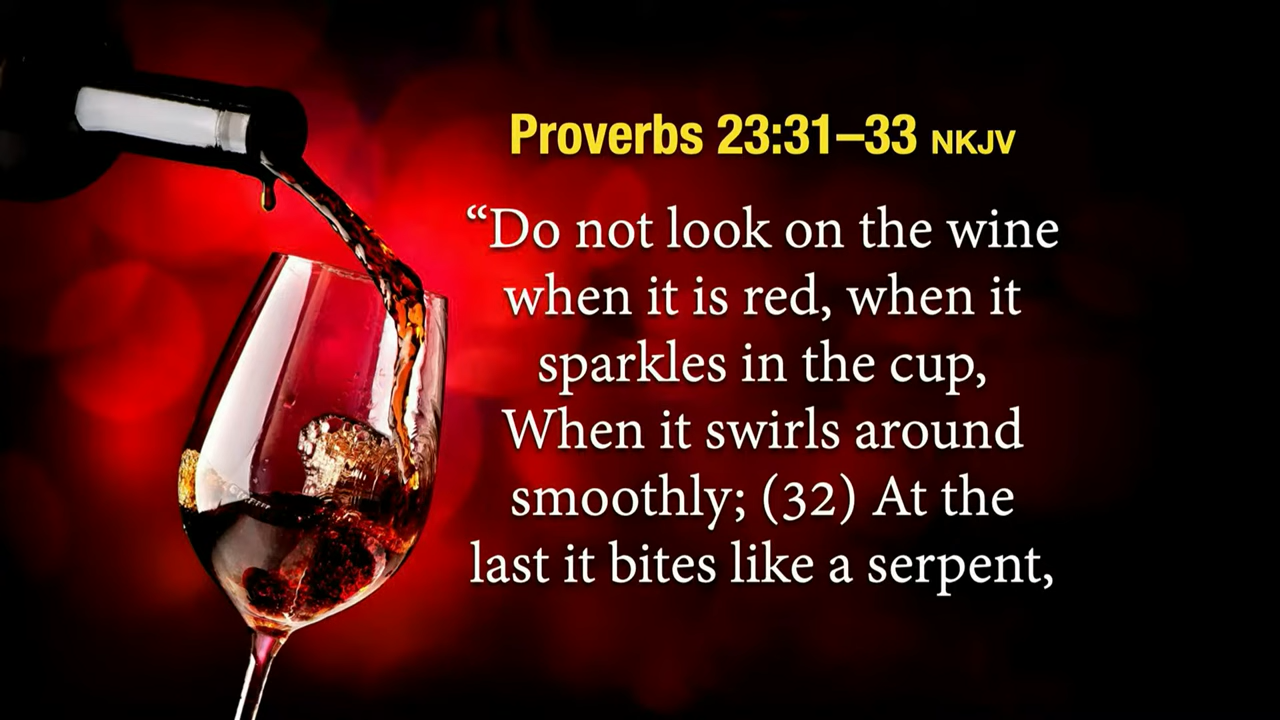 Proverbs 23:31–33 NKJV
“Do not look on the wine
when it is red, when it
sparkles in the cup,
When it swirls around
smoothly; (32) At the
last it bites like a serpent,